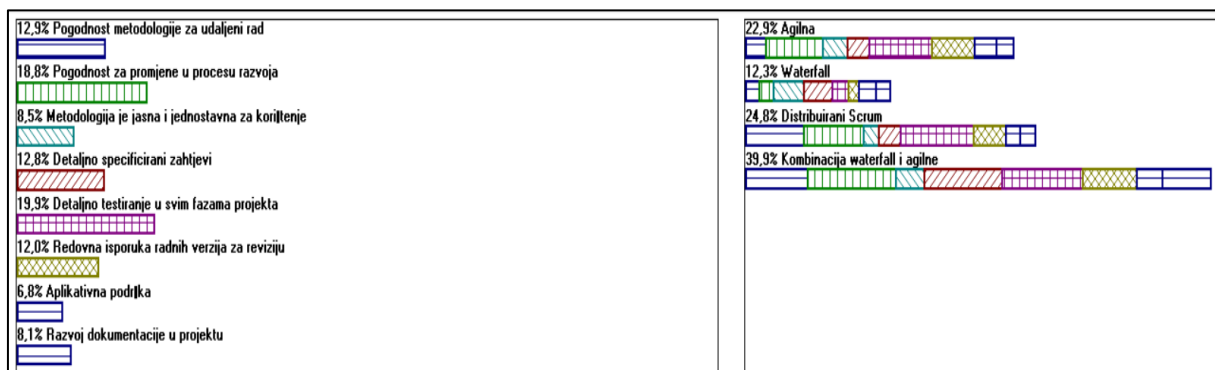 12,9% Pogodnost metodologije za udaljeni rad
18,8% Pogodnost za promjene u procesu razvoja
8,5% Metodologija je jasna i jednostavna za korištenje
12,8% Detaljno specificirani zahtjevi
19,9% Detaljno testiranje u svim fazama projekta
12,0% Redovna isporuka radnih verzija za reviziju
6,8% Aplikativna podrška
8,1% Razvoj dokumentacije u projektu
22,9% Agilna
12,3% Waterfall
24,8% Distribuirani Scrum
39,9% Kombinacija waterfall i agilne